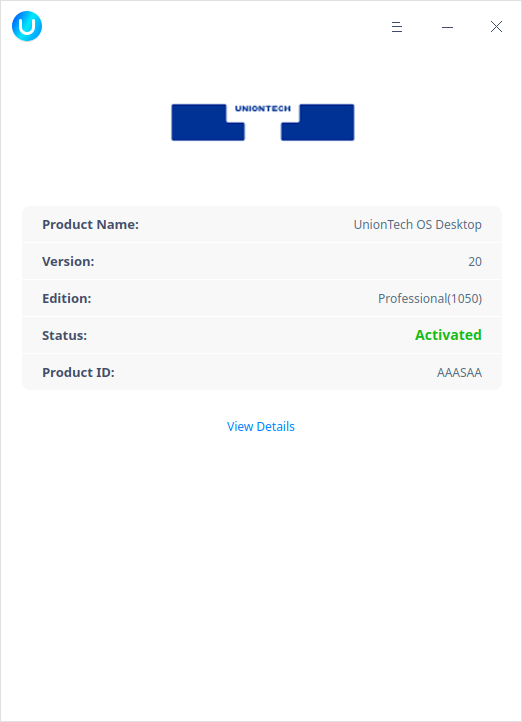 UNIONTECH
Product Name: UnionTech OS Desktop
Version: 20
Edition: Professional(1050)
Status: Activated
Product ID: AAASAA
View Details